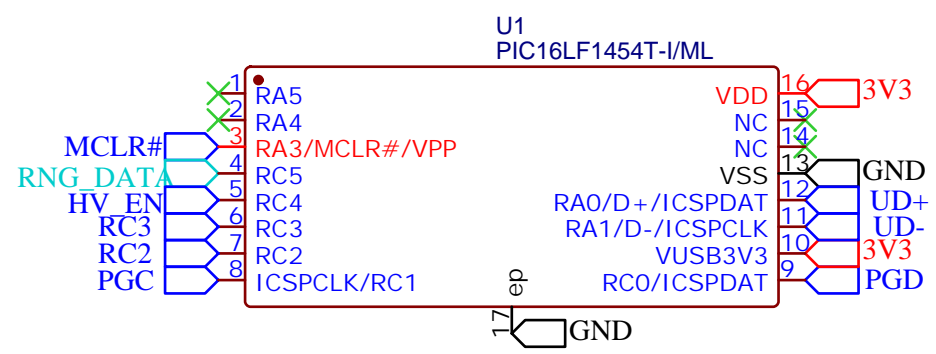 U1
PIC16LF1454T-I/ML
1 RA5
2 RA4
MCLR# 3 RA3/MCLR#/VPP
RNG_DATA 4 RC5
HV_EN 5 RC4
RC3 6 RC3
RC2 7 RC2
PGC 8 ICSPCLK/RC1
VDD 16 3V3
NC 15
NC 14
VSS 13 GND
RA0/D+/ICSPDAT 12 UD+
RA1/D-/ICSPCLK 11 UD-
VUSB3V3 10 3V3
RC0/ICSPDAT 9 PGD
ep
17 GND